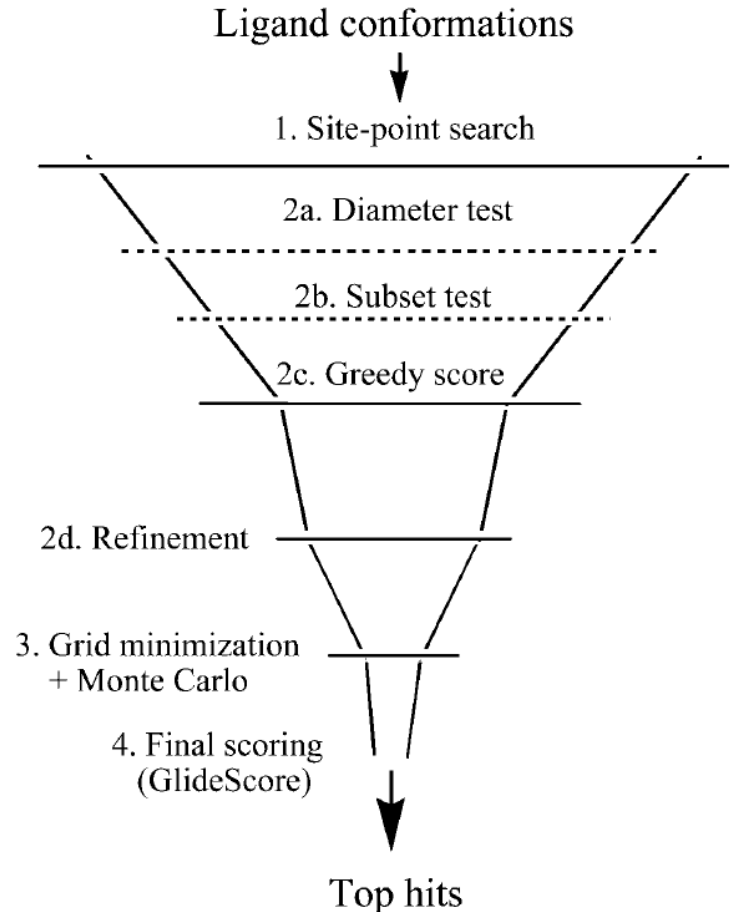 Ligand conformations
1. Site-point search
2a. Diameter test
2b. Subset test
2c. Greedy score
2d. Refinement
3. Grid minimization
+ Monte Carlo
4. Final scoring
(GlideScore)
Top hits